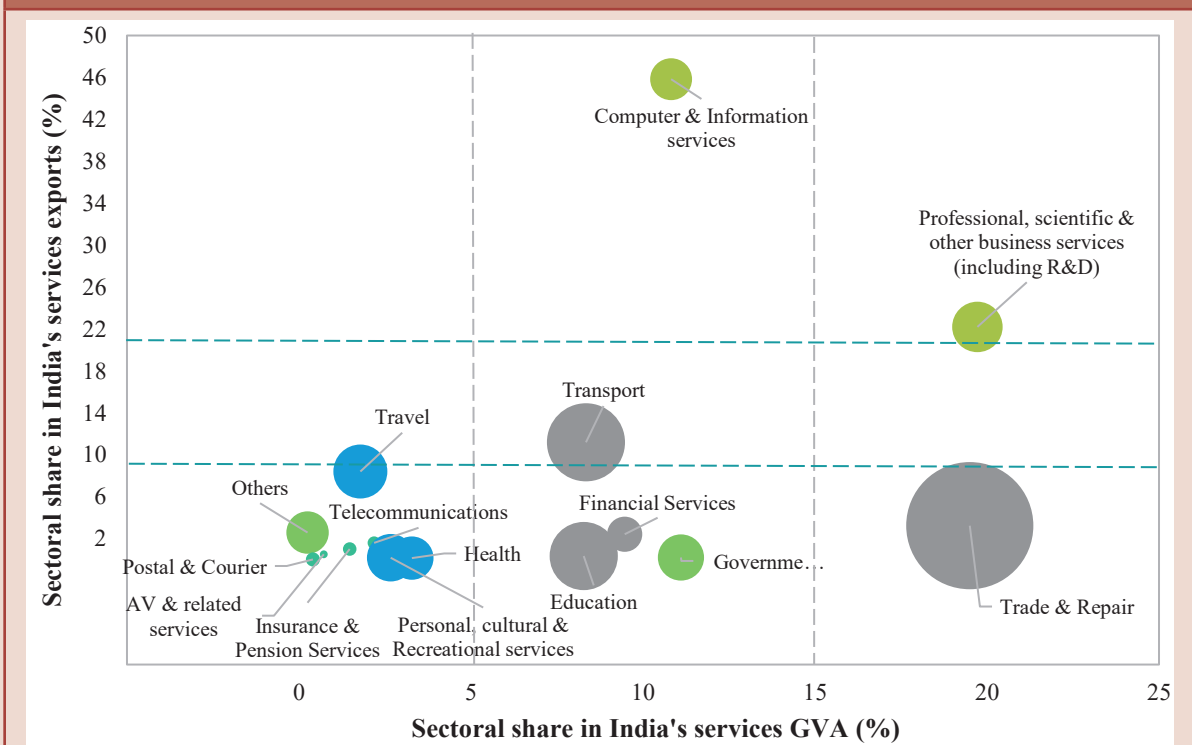 Sectoral share in India's services exports (%)
50
46
42
38
34
30
26
22
18
14
10
6
2
Computer & Information
services
Professional, scientific &
other business services
(including R&D)
Transport
Travel
Others
Telecommunications
Financial Services
Postal & Courier
Health
Governme…
AV & related
services
Insurance &
Pension Services
Personal, cultural &
Recreational services
Education
Trade & Repair
0
5
10
15
20
25
Sectoral share in India's services GVA (%)